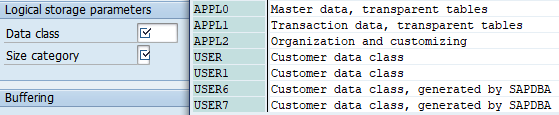 Logical storage parameters
Data class
Size category
Buffering
APPL0 Master data, transparent tables
APPL1 Transaction data, transparent tables
APPL2 Organization and customizing
USER Customer data class
USER1 Customer data class
USER6 Customer data class, generated by SAPDBA
USER7 Customer data class, generated by SAPDBA